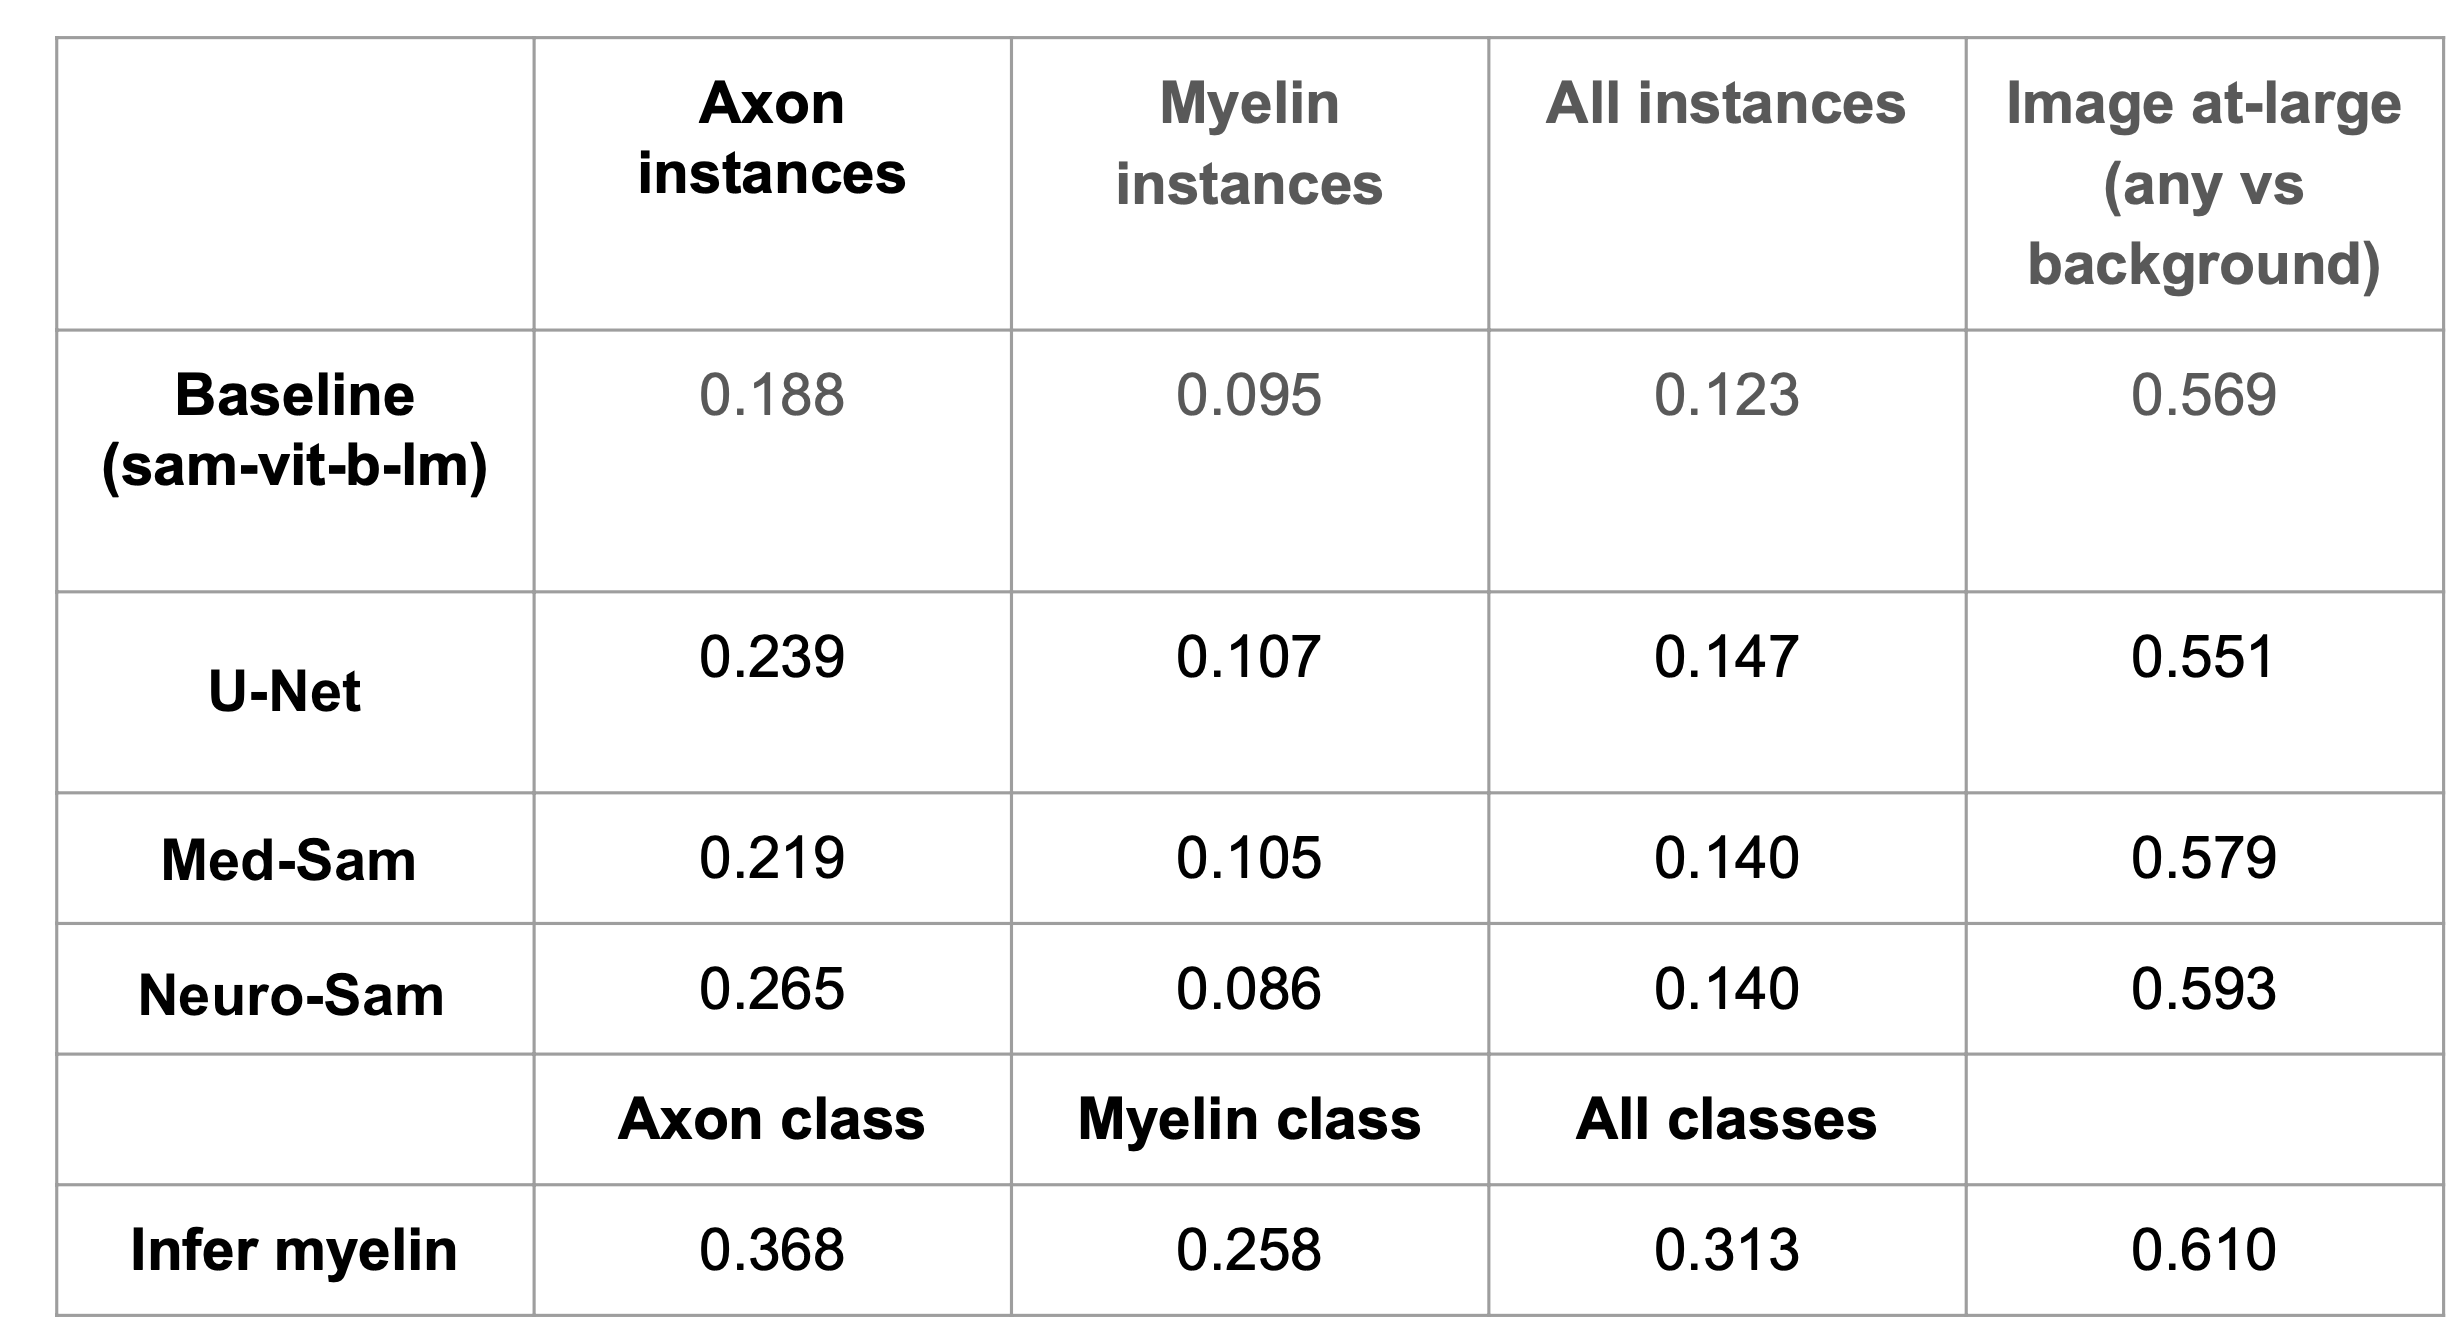 Axon
instances
Myelin
instances
All instances
Image at-large
(any vs
background)
Baseline
(sam-vit-b-lm)
0.188
0.095
0.123
0.569
U-Net
0.239
0.107
0.147
0.551
Med-Sam
0.219
0.105
0.140
0.579
Neuro-Sam
0.265
0.086
0.140
0.593
Axon class
Myelin class
All classes
Infer myelin
0.368
0.258
0.313
0.610